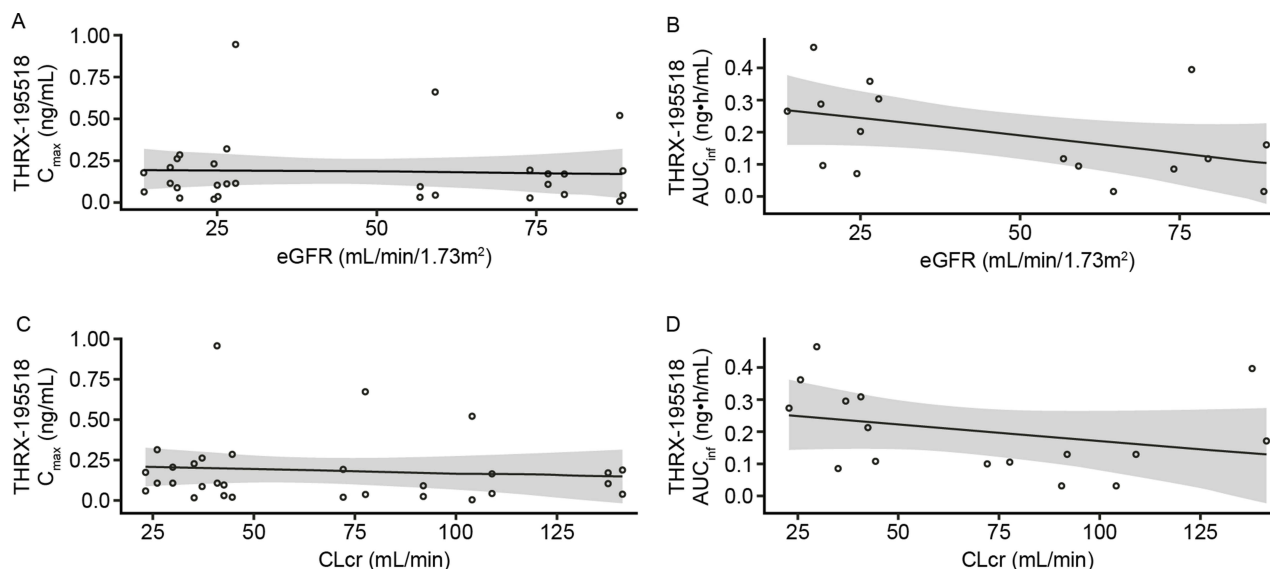 A
THRX-195518
Cmax (ng/mL)
1.00
0.75
0.50
0.25
0.00
25
50
75
eGFR (mL/min/1.73m²)
B
THRX-195518
AUCinf (ng•h/mL)
0.4
0.3
0.2
0.1
0.0
25
50
75
eGFR (mL/min/1.73m²)
C
THRX-195518
Cmax (ng/mL)
1.00
0.75
0.50
0.25
0.00
25
50
75
100
125
CLcr (mL/min)
D
THRX-195518
AUCinf (ng•h/mL)
0.4
0.3
0.2
0.1
0.0
25
50
75
100
125
CLcr (mL/min)